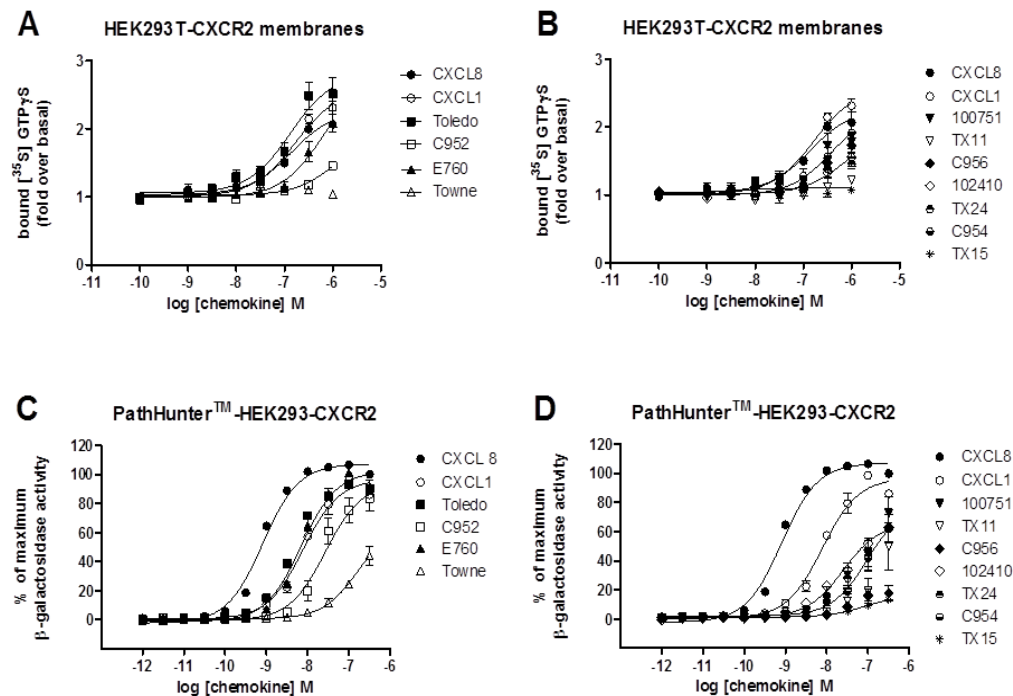 A
HEK293T-CXCR2 membranes
bound [³⁵S] GTPγS
(fold over basal)
3
2
1
0
-11 -10 -9 -8 -7 -6 -5
log [chemokine] M
CXCL8
CXCL1
Toledo
C952
E760
Towne
B
HEK293T-CXCR2 membranes
bound [³⁵S] GTPγS
(fold over basal)
3
2
1
0
-11 -10 -9 -8 -7 -6 -5
log [chemokine] M
CXCL8
CXCL1
100751
TX11
C956
102410
TX24
C954
TX15
C
PathHunter™-HEK293-CXCR2
% of maximum
β-galactosidase activity
120
100
80
60
40
20
0
-12 -11 -10 -9 -8 -7 -6
log [chemokine] M
CXCL 8
CXCL1
Toledo
C952
E760
Towne
D
PathHunter™-HEK293-CXCR2
% of maximum
β-galactosidase activity
120
100
80
60
40
20
0
-12 -11 -10 -9 -8 -7 -6
log [chemokine] M
CXCL8
CXCL1
100751
TX11
C956
102410
TX24
C954
TX15